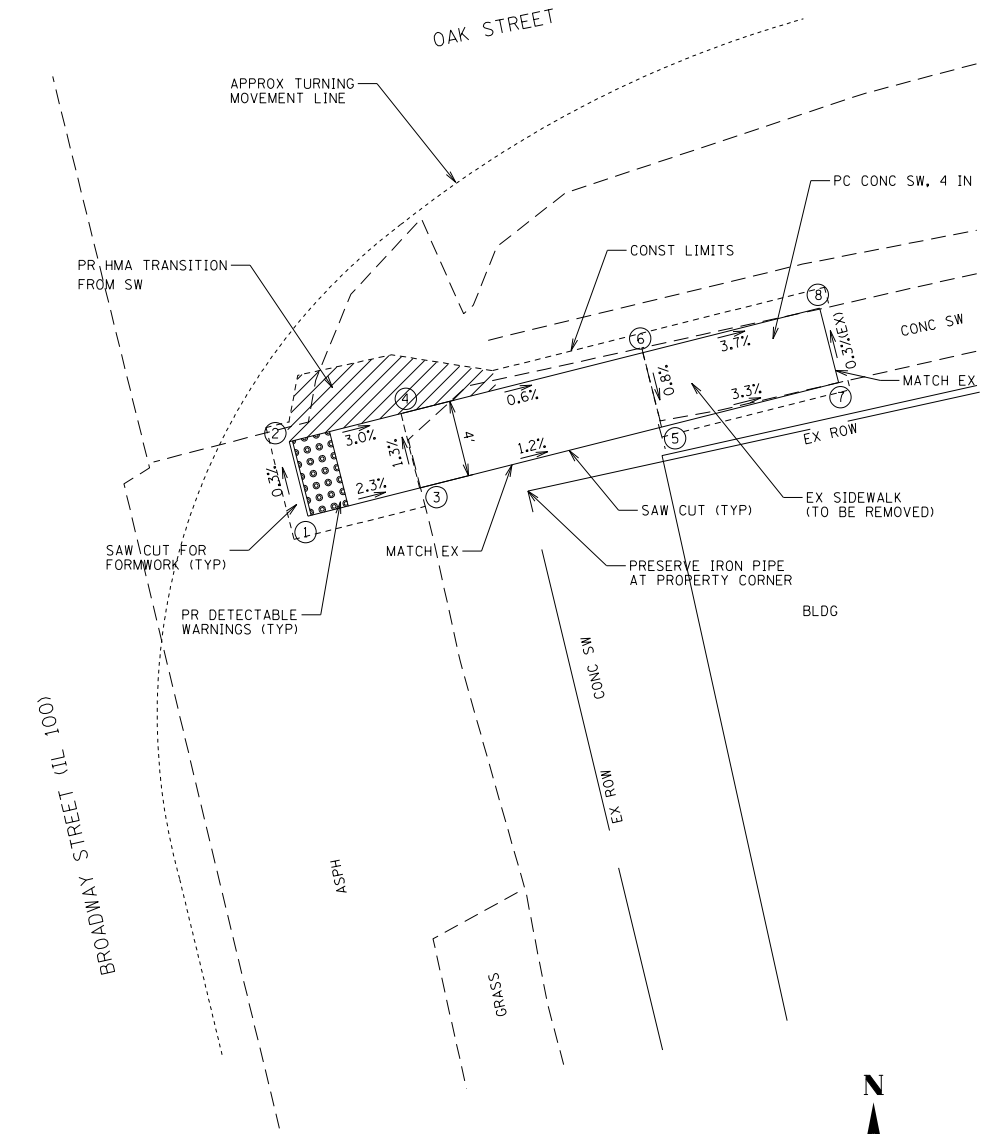 OAK STREET
APPROX TURNING
MOVEMENT LINE
PC CONC SW, 4 IN
CONST LIMITS
PR HMA TRANSITION
FROM SW
8
CONC SW
0.3%(EX)
6
3.7%
MATCH EX
0.8%
0.6%
3.3%
7
4
2
3.0%
4'
5
EX ROW
1.3%
1.2%
0.3%
2.3%
3
EX SIDEWALK
(TO BE REMOVED)
SAW CUT (TYP)
1
SAW CUT FOR
FORMWORK (TYP)
MATCH EX
PRESERVE IRON PIPE
AT PROPERTY CORNER
PR DETECTABLE
WARNINGS (TYP)
BLDG
CONC SW
EX ROW
BROADWAY STREET (IL 100)
ASPH
GRASS
N